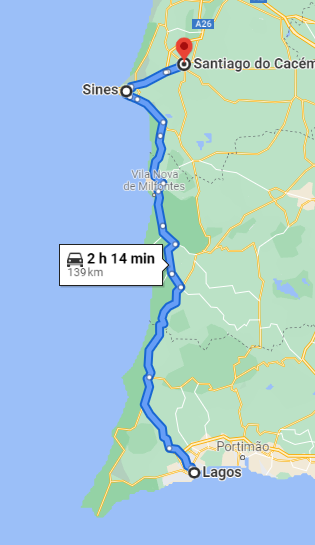 A26
Santiago do Cacém
Sines
Vila Nova
de Milfontes
2 h 14 min
139 km
Portimão
Lagos